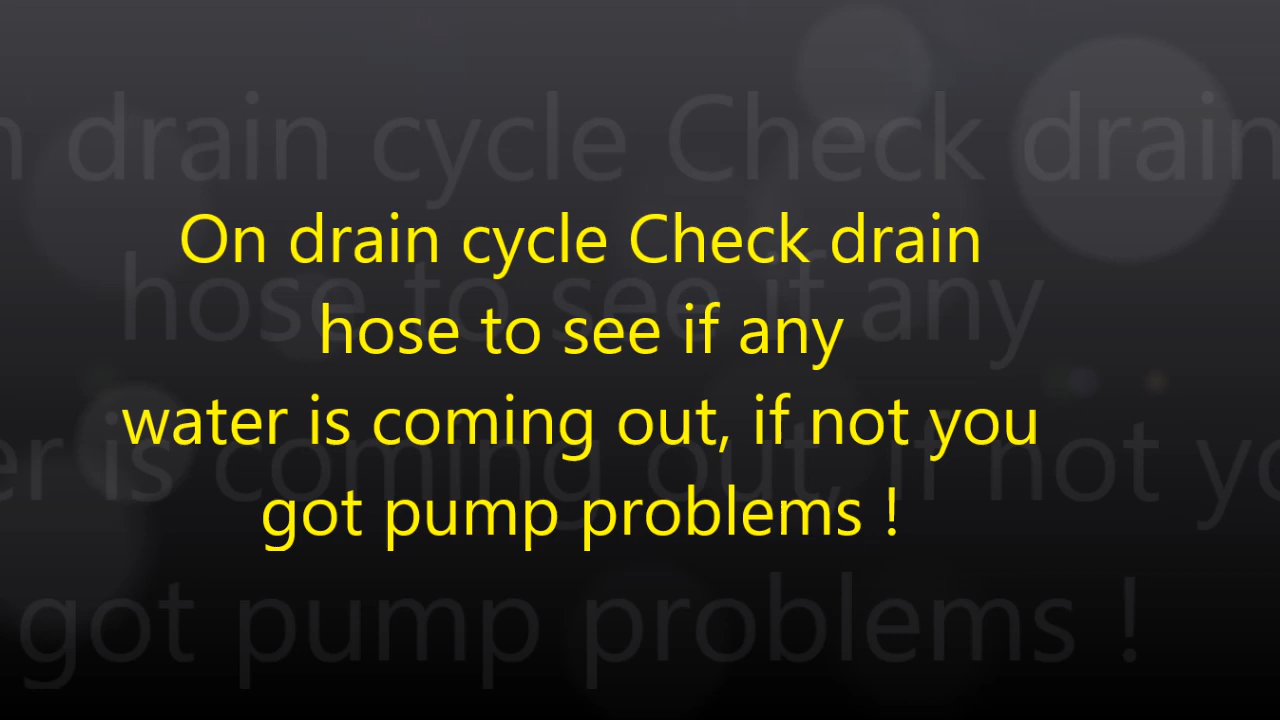 On drain cycle Check drain
hose to see if any
water is coming out, if not you
got pump problems !